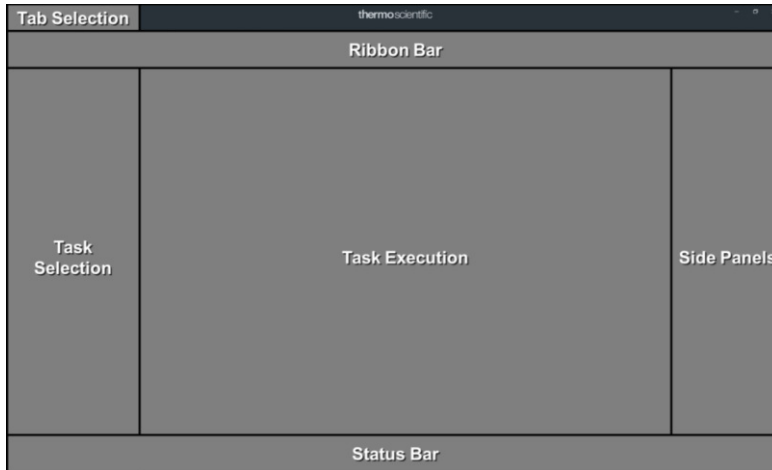 Tab Selection
thermoscientific
Ribbon Bar
Task
Selection
Task Execution
Side Panels
Status Bar